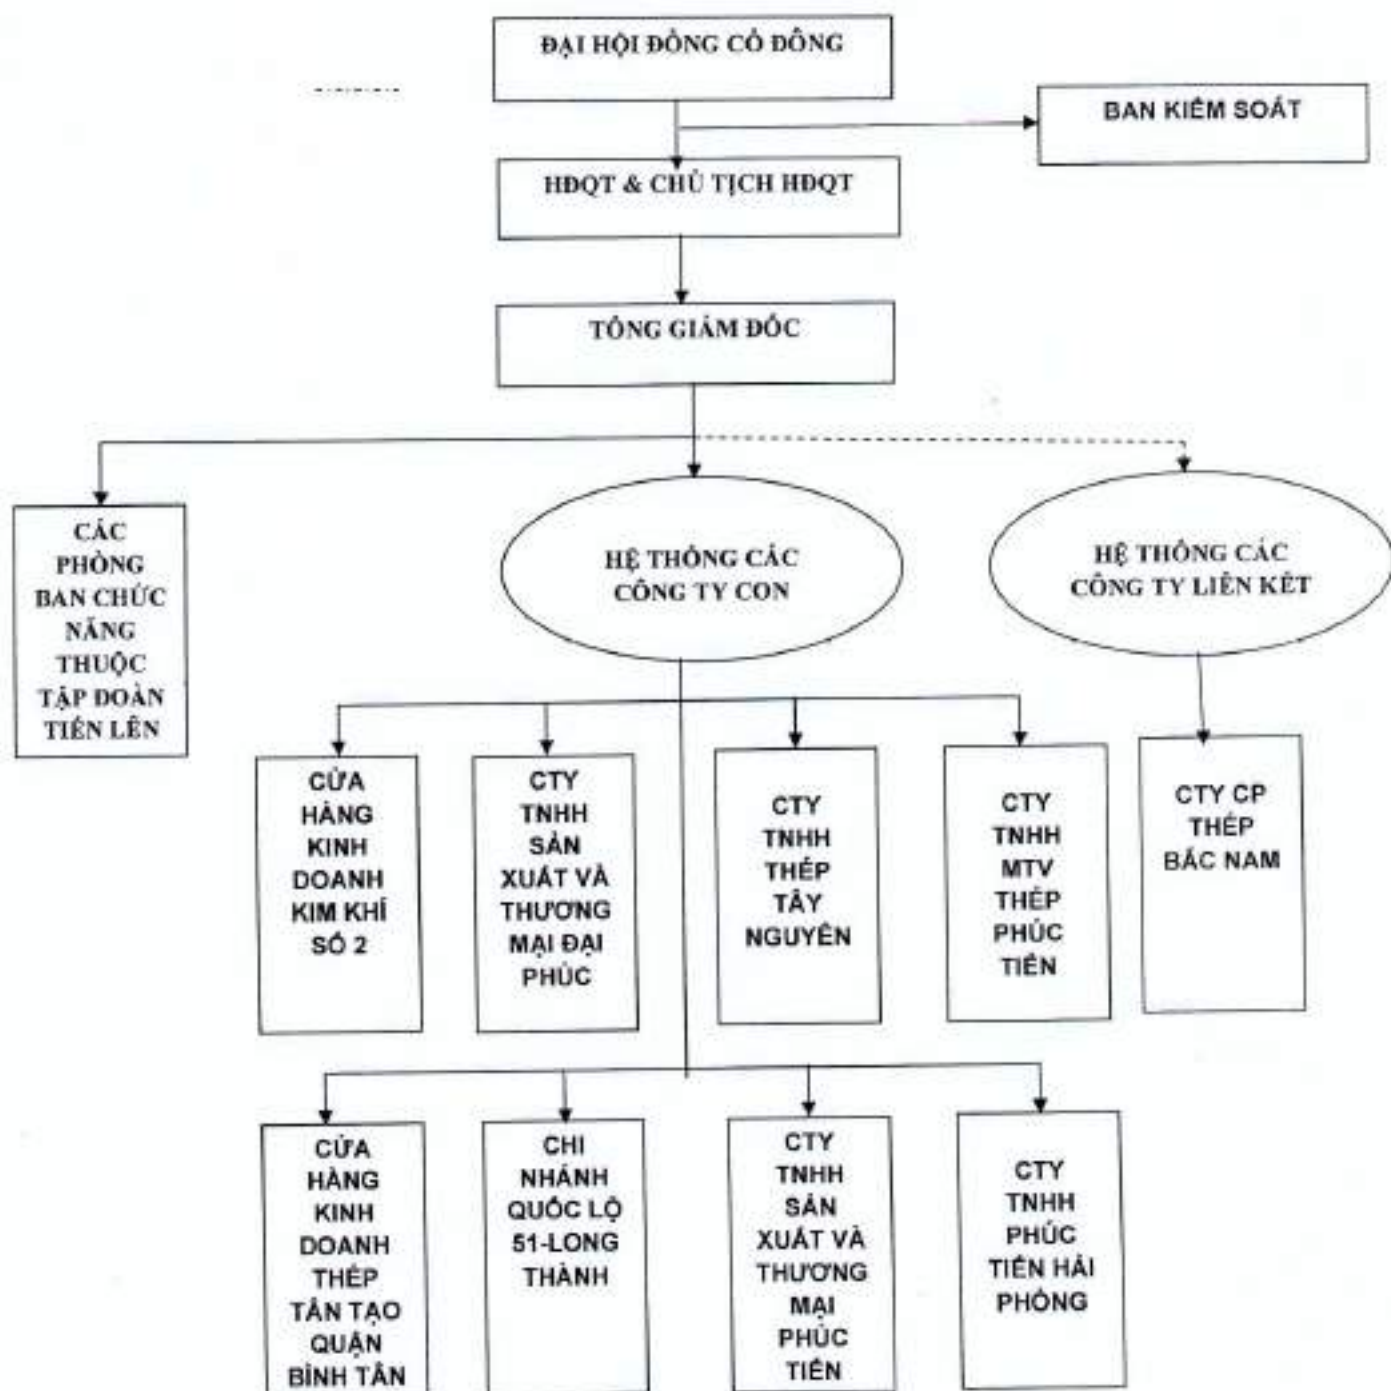 ĐẠI HỘI ĐỒNG CỔ ĐÔNG
BAN KIỂM SOÁT
HĐQT & CHỦ TỊCH HĐQT
TỔNG GIÁM ĐỐC
CÁC
PHÒNG
BAN CHỨC
NĂNG
THUỘC
TẬP ĐOÀN
TIẾN LÊN
HỆ THỐNG CÁC
CÔNG TY CON
HỆ THỐNG CÁC
CÔNG TY LIÊN KẾT
CỬA
HÀNG
KINH
DOANH
KIM KHÍ
SỐ 2
CTY
TNHH
SẢN
XUẤT VÀ
THƯƠNG
MẠI ĐẠI
PHÚC
CTY
TNHH
THÉP
TÂY
NGUYÊN
CTY
TNHH
MTV
THÉP
PHÚC
TIẾN
CTY CP
THÉP
BẮC NAM
CỬA
HÀNG
KINH
DOANH
THÉP
TÂN TẠO
QUẬN
BÌNH TÂN
CHI
NHÁNH
QUỐC LỘ
51-LONG
THÀNH
CTY
TNHH
SẢN
XUẤT VÀ
THƯƠNG
MẠI
PHÚC
TIẾN
CTY
TNHH
PHÚC
TIẾN HẢI
PHÒNG